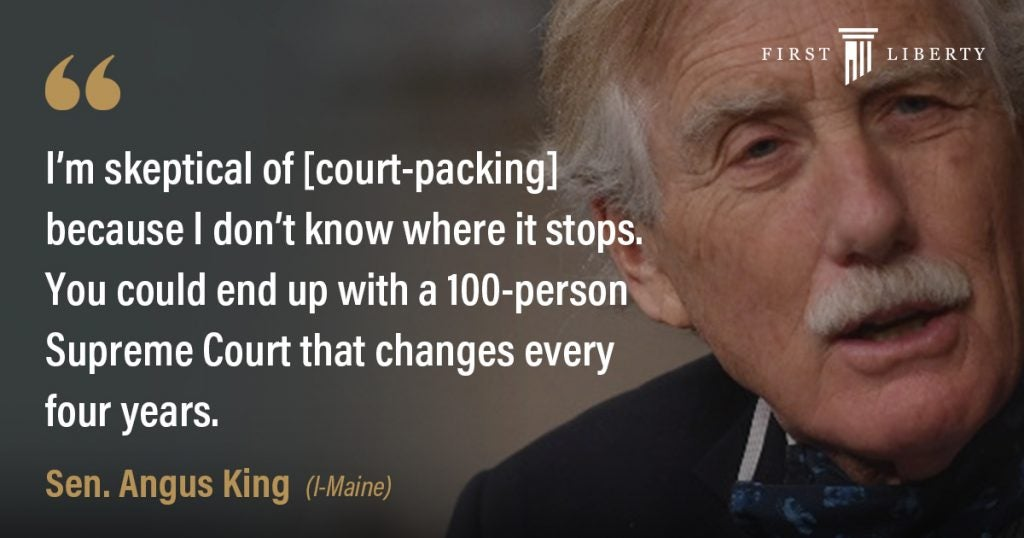 FIRST LIBERTY
“
I’m skeptical of [court-packing]
because I don’t know where it stops.
You could end up with a 100-person
Supreme Court that changes every
four years.
Sen. Angus King (I-Maine)